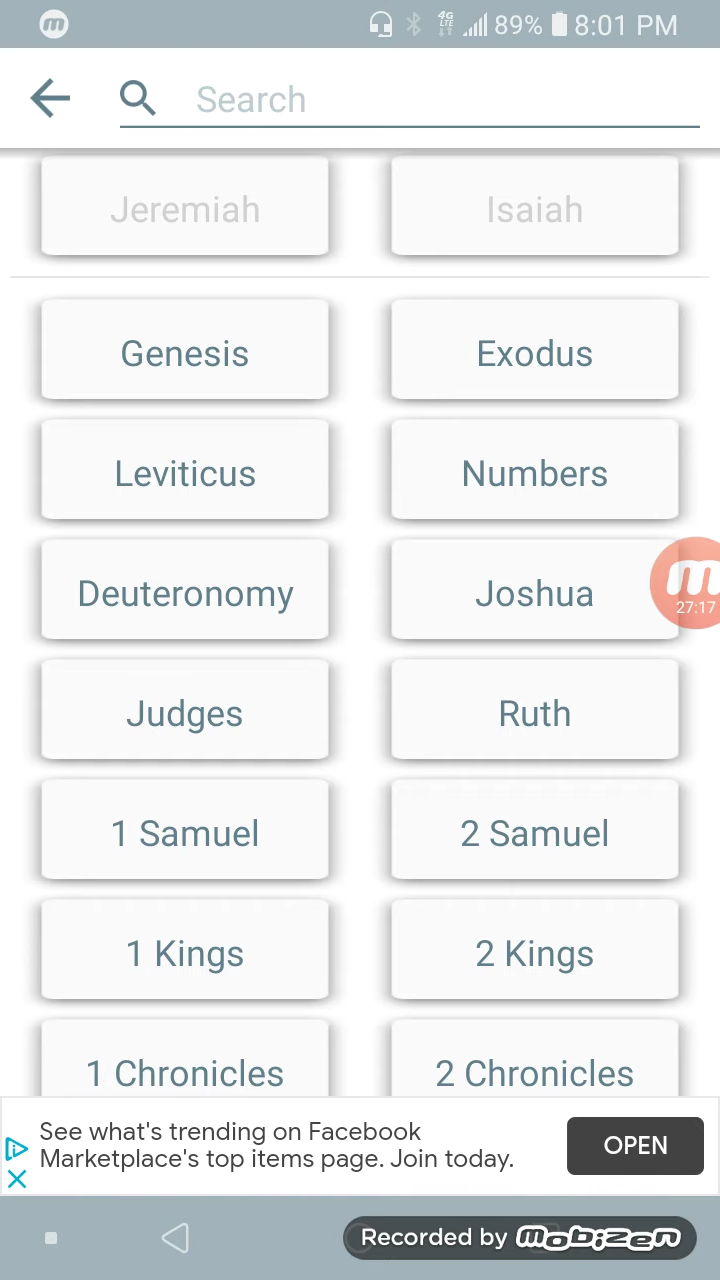 m 4G LTE 89% 8:01 PM
Search
Jeremiah Isaiah
Genesis Exodus
Leviticus Numbers
Deuteronomy Joshua
m
27:17
Judges Ruth
1 Samuel 2 Samuel
1 Kings 2 Kings
1 Chronicles 2 Chronicles
See what's trending on Facebook
Marketplace's top items page. Join today.
OPEN
Recorded by mobizen